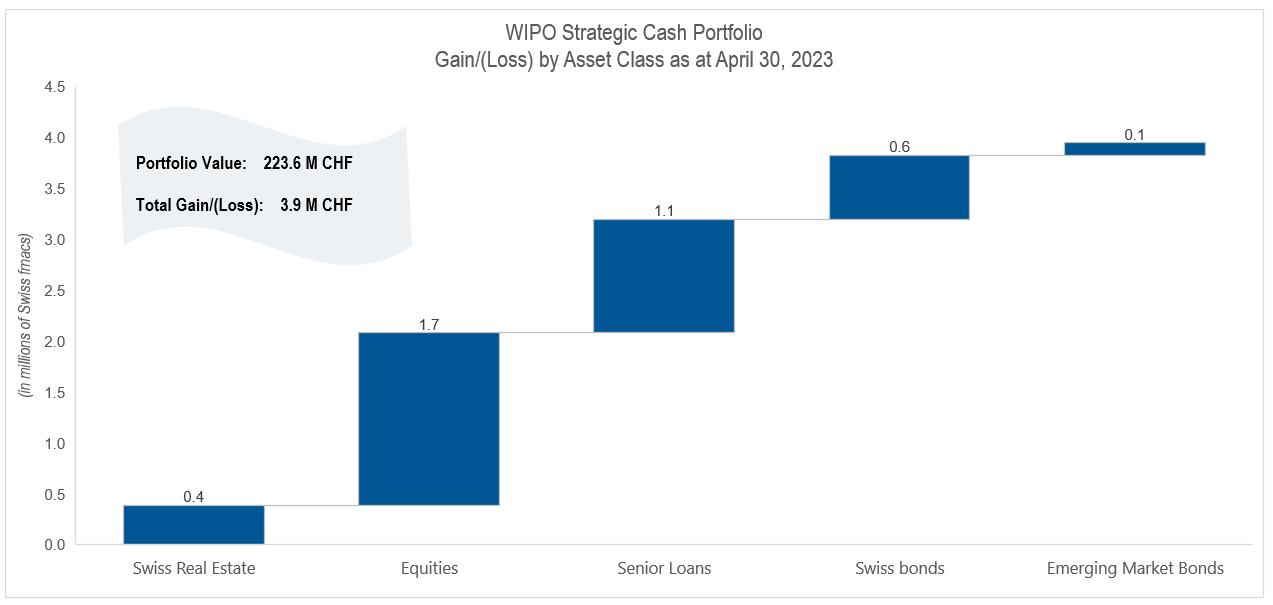 WIPO Strategic Cash Portfolio
Gain/(Loss) by Asset Class as at April 30, 2023
4.5
4.0
3.5
3.0
2.5
2.0
1.5
1.0
0.5
0.0
(in millions of Swiss frnacs)
Portfolio Value: 223.6 M CHF
Total Gain/(Loss): 3.9 M CHF
0.4
1.7
1.1
0.6
0.1
Swiss Real Estate
Equities
Senior Loans
Swiss bonds
Emerging Market Bonds